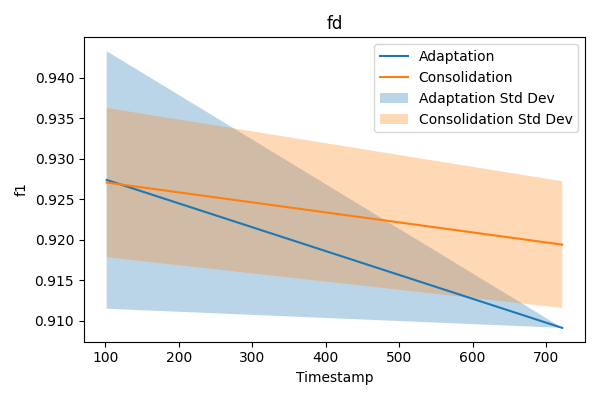 fd
Adaptation
Consolidation
Adaptation Std Dev
Consolidation Std Dev
f1
0.940
0.935
0.930
0.925
0.920
0.915
0.910
100 200 300 400 500 600 700
Timestamp